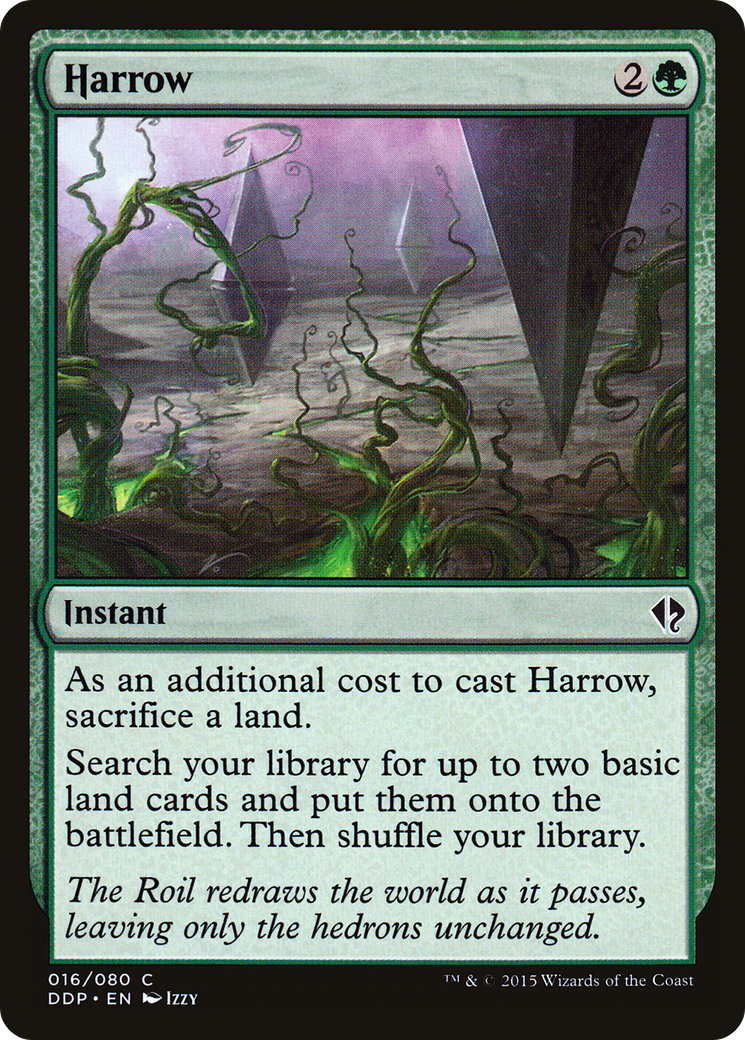 Harrow 2
Instant
As an additional cost to cast Harrow,
sacrifice a land.
Search your library for up to two basic
land cards and put them onto the
battlefield. Then shuffle your library.
The Roil redraws the world as it passes,
leaving only the hedrons unchanged.
016/080 C
DDP • EN Izzy
™ & © 2015 Wizards of the Coast